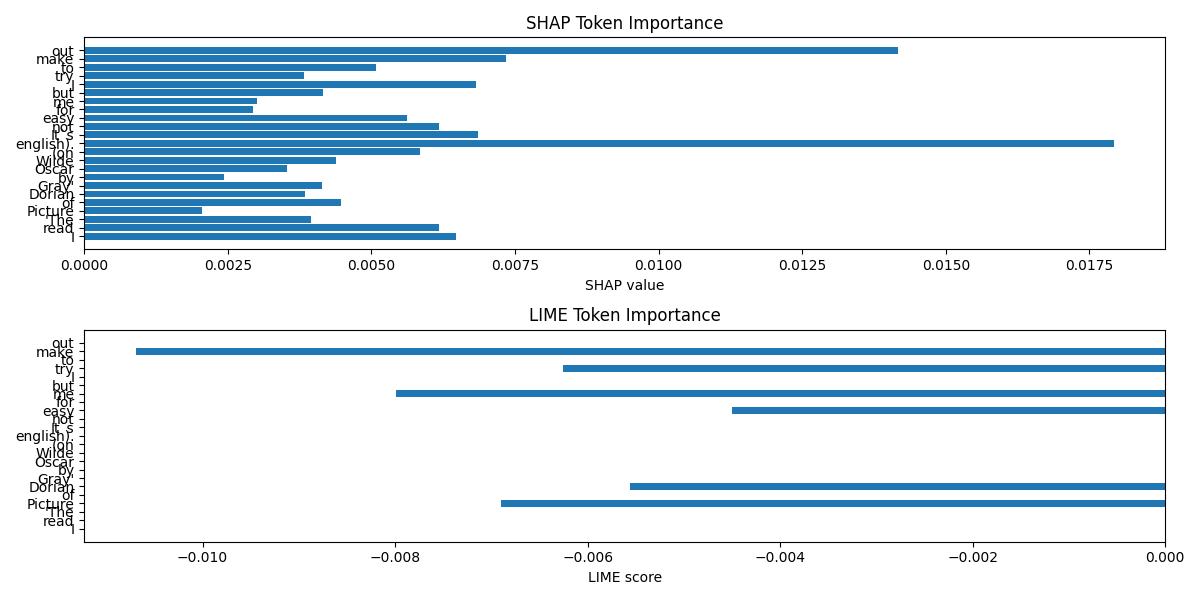 SHAP Token Importance
out
make
to
try
I
but
me
for
easy
not
It´s
english).
(on
Wilde
Oscar
by
Gray'
Dorian
of
Picture
'The
read
I
0.0000 0.0025 0.0050 0.0075 0.0100 0.0125 0.0150 0.0175
SHAP value
LIME Token Importance
out
make
to
try
I
but
me
for
easy
not
It´s
english).
(on
Wilde
Oscar
by
Gray'
Dorian
of
Picture
'The
read
I
−0.010 −0.008 −0.006 −0.004 −0.002 0.000
LIME score